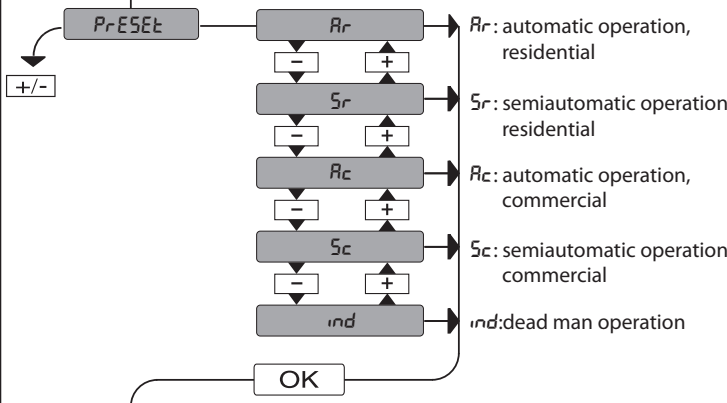 PrESEt
+/-
Ar
Ar: automatic operation,
residential
- +
Sr
Sr: semiautomatic operation
residential
- +
Ac
Ac: automatic operation,
commercial
- +
Sc
Sc: semiautomatic operation
commercial
- +
ind
ind:dead man operation
OK